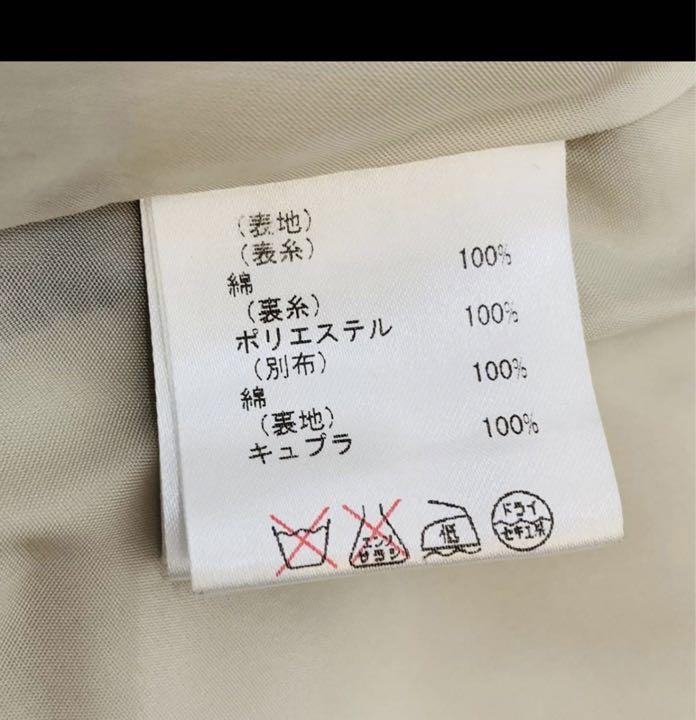 (表地)
(表糸)
綿 100%
(裏糸)
ポリエステル 100%
(別布)
綿 100%
(裏地)
キュプラ 100%
エンソ
サラシ
低
ドライ
セキユ系